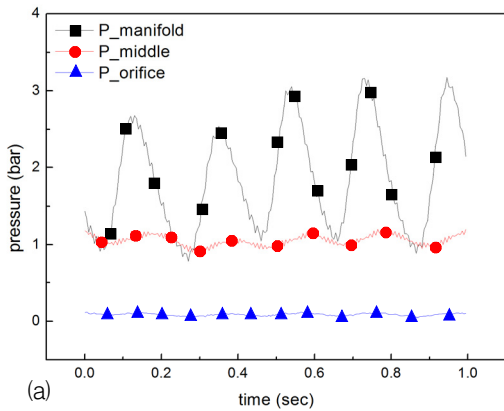 P_manifold
P_middle
P_orifice
4
3
2
1
0
pressure (bar)
0.0 0.2 0.4 0.6 0.8 1.0
time (sec)
(a)